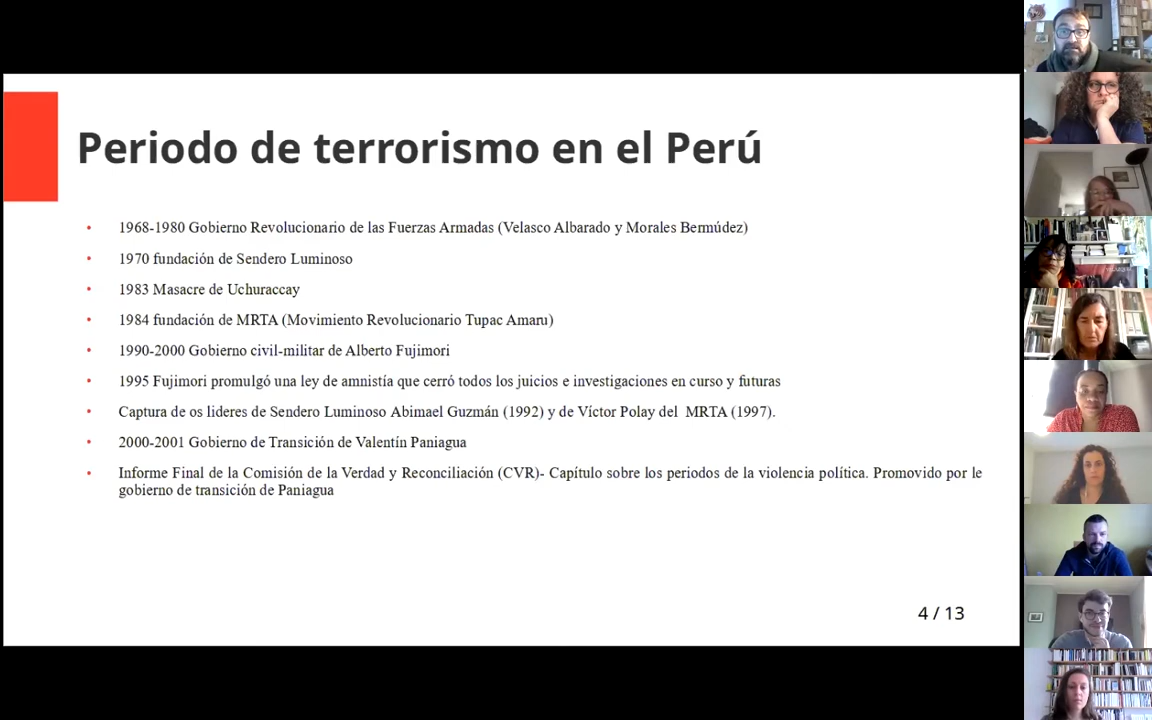 Periodo de terrorismo en el Perú
1968-1980 Gobierno Revolucionario de las Fuerzas Armadas (Velasco Albarado y Morales Bermúdez)
1970 fundación de Sendero Luminoso
1983 Masacre de Uchuraccay
1984 fundación de MRTA (Movimiento Revolucionario Tupac Amaru)
1990-2000 Gobierno civil-militar de Alberto Fujimori
1995 Fujimori promulgó una ley de amnistía que cerró todos los juicios e investigaciones en curso y futuras
Captura de os lideres de Sendero Luminoso Abimael Guzmán (1992) y de Víctor Polay del MRTA (1997).
2000-2001 Gobierno de Transición de Valentín Paniagua
Informe Final de la Comisión de la Verdad y Reconciliación (CVR)- Capítulo sobre los periodos de la violencia política. Promovido por le
gobierno de transición de Paniagua
4 / 13